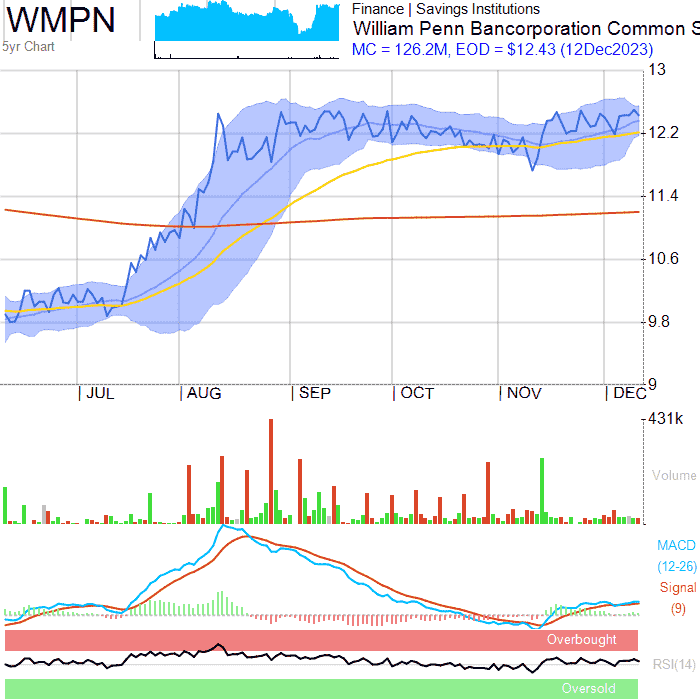 WMPN
5yr Chart
Finance | Savings Institutions
William Penn Bancorporation Common S
MC = 126.2M, EOD = $12.43 (12Dec2023)
13
12.2
11.4
10.6
9.8
9
JUL
AUG
SEP
OCT
NOV
DEC
431k
Volume
MACD
(12-26)
Signal
(9)
Overbought
RSI(14)
Oversold